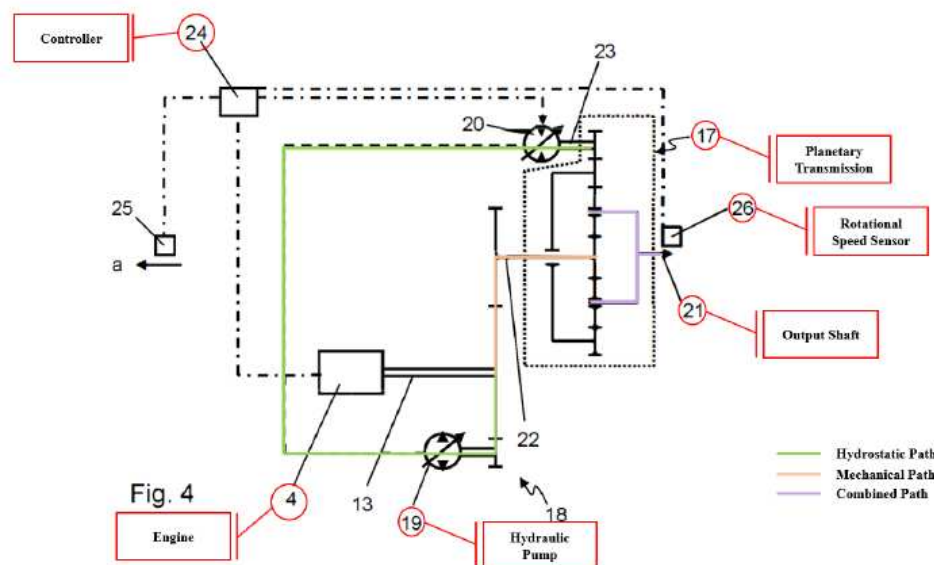 Controller
24
23
20
17
Planetary
Transmission
25
26
Rotational
Speed Sensor
a
21
Output Shaft
22
Hydrostatic Path
Mechanical Path
Combined Path
Fig. 4
4
13
19
18
Engine
Hydraulic
Pump